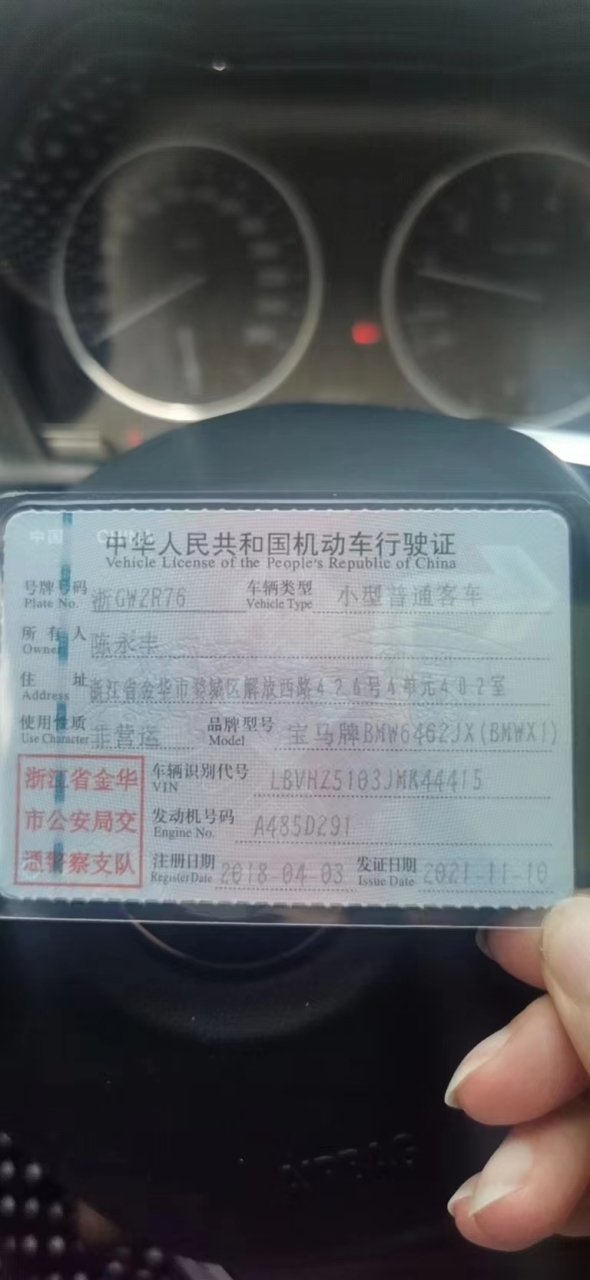 中国 CHINA
中华人民共和国机动车行驶证
Vehicle License of the People's Republic of China
号牌号码 浙GW2R76 车辆类型 小型普通客车
Plate No. Vehicle Type
所有人 陈永丰
Owner
住址 浙江省金华市婺城区解放西路426号4单元402室
Address
使用性质 非营运 品牌型号 宝马牌BMW6462JX(BMWX1)
Use Character Model
浙江省金华
市公安局交
通警察支队
车辆识别代号 LBVHZ5103JMK44415
VIN
发动机号码 A485D291
Engine No.
注册日期 2018-04-03 发证日期 2021-11-10
Register Date Issue Date
AIRBAG